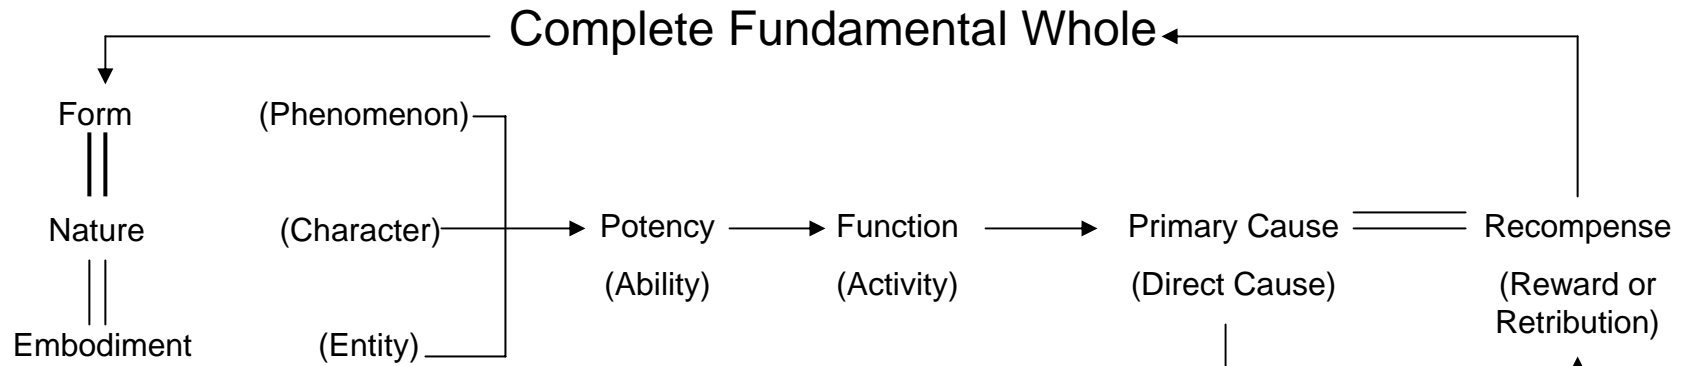 Complete Fundamental Whole
Form (Phenomenon)
Nature (Character) Potency Function Primary Cause Recompense
(Ability) (Activity) (Direct Cause) (Reward or
Retribution)
Embodiment (Entity)